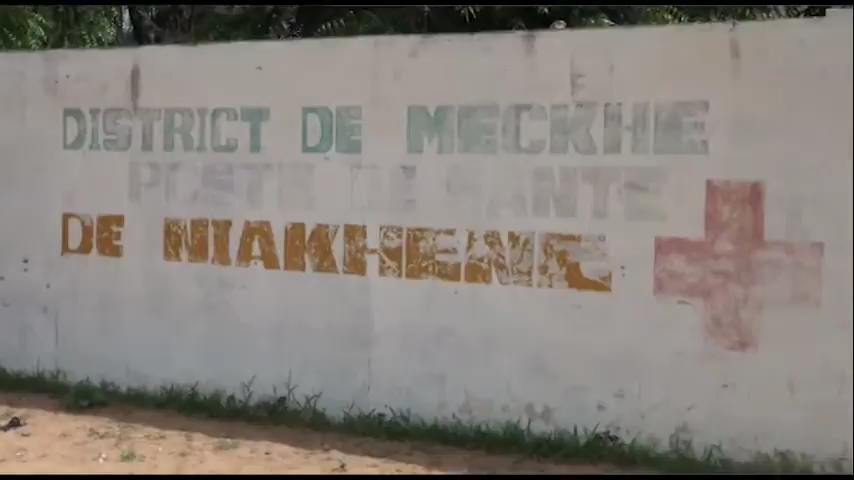 DISTRICT DE MECKHE
POSTE DE SANTE
DE NIAKHENE